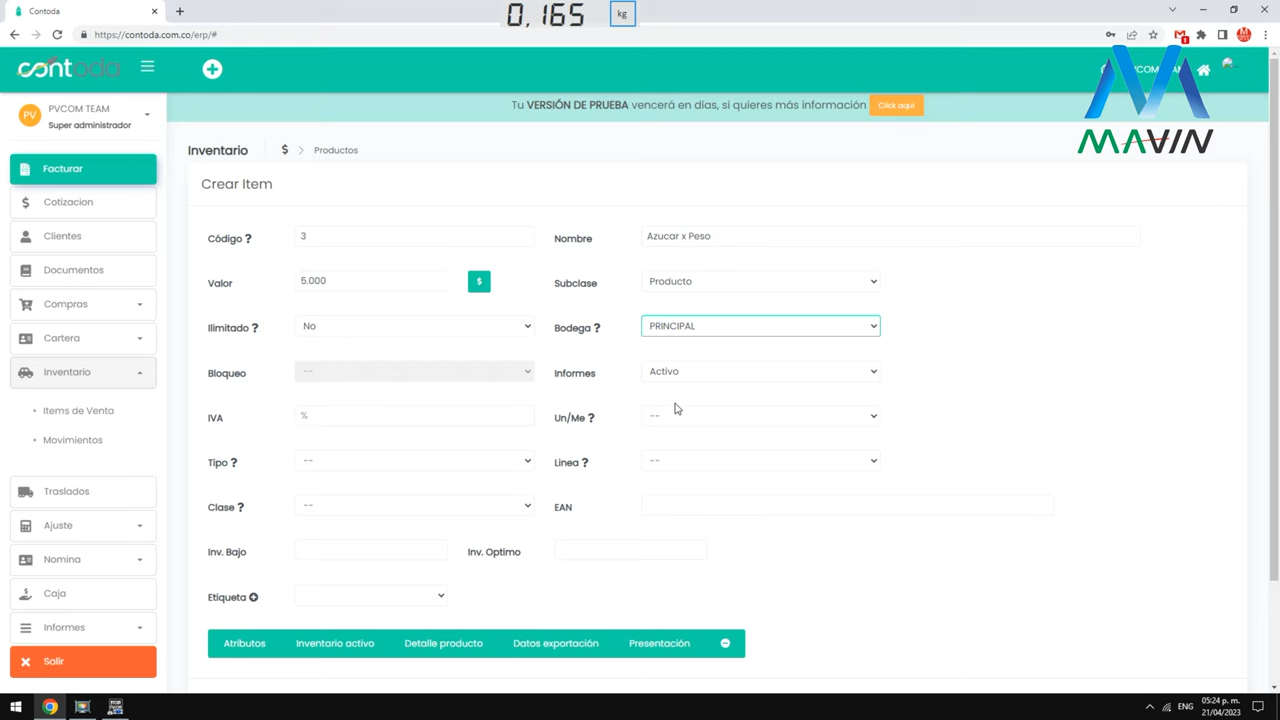 Contoda
0,165 kg
https://contoda.com.co/erp/#
contoda
PVCOM TEAM
PV
PVCOM TEAM
Super administrador
Tu VERSIÓN DE PRUEBA vencerá en días, si quieres más información
Click aquí
MAVIN
Inventario $ > Productos
Crear Item
Facturar
Cotizacion
Clientes
Documentos
Compras
Cartera
Inventario
Items de Venta
Movimientos
Traslados
Ajuste
Nomina
Caja
Informes
Salir
Código ? 3 Nombre Azucar x Peso
Valor 5.000 $ Subclase Producto
Ilimitado ? No Bodega ? PRINCIPAL
Bloqueo -- Informes Activo
IVA % Un/Me ? --
Tipo ? -- Linea ? --
Clase ? -- EAN
Inv. Bajo Inv. Optimo
Etiqueta
Atributos Inventario activo Detalle producto Datos exportación Presentación
ENG
05:24 p. m.
21/04/2023